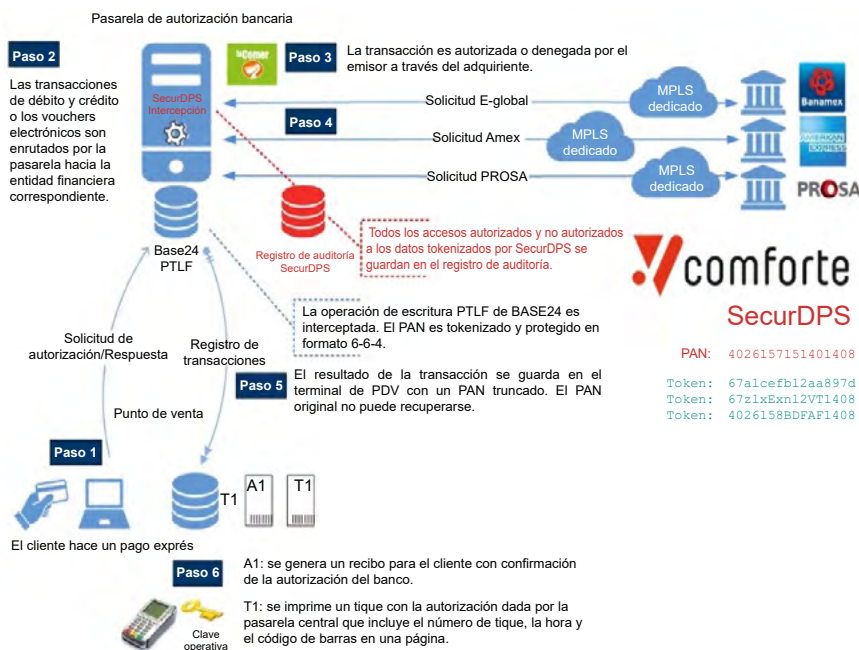 Pasarela de autorización bancaria
Paso 2
Las transacciones
de débito y crédito
o los vouchers
electrónicos son
enrutados por la
pasarela hacia la
entidad financiera
correspondiente.
SecurDPS
Intercepción
laComer
Paso 3
La transacción es autorizada o denegada por el
emisor a través del adquiriente.
Paso 4
Solicitud E-global
MPLS
dedicado
Banamex
Solicitud Amex
MPLS
dedicado
AMERICAN
EXPRESS
Solicitud PROSA
MPLS
dedicado
PROSA
Base24
PTLF
Registro de auditoría
SecurDPS
Todos los accesos autorizados y no autorizados
a los datos tokenizados por SecurDPS se
guardan en el registro de auditoría.
comforte
SecurDPS
PAN: 4026157151401408
Token: 67a1cefb12aa897d
Token: 67zlxExnl2VT1408
Token: 4026158BDFAF1408
La operación de escritura PTLF de BASE24 es
interceptada. El PAN es tokenizado y protegido en
formato 6-6-4.
Solicitud de
autorización/Respuesta
Registro de
transacciones
Paso 5
El resultado de la transacción se guarda en el
terminal de PDV con un PAN truncado. El PAN
original no puede recuperarse.
Punto de venta
Paso 1
T1
A1
T1
El cliente hace un pago exprés
Paso 6
A1: se genera un recibo para el cliente con confirmación
de la autorización del banco.
Clave
operativa
T1: se imprime un tique con la autorización dada por la
pasarela central que incluye el número de tique, la hora y
el código de barras en una página.